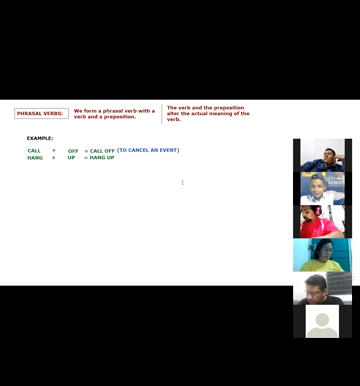 PHRASAL VERBS:
We form a phrasal verb with a
verb and a preposition.
The verb and the preposition
alter the actual meaning of the
verb.
EXAMPLE:
CALL + OFF = CALL OFF (TO CANCEL AN EVENT)
HANG + UP = HANG UP